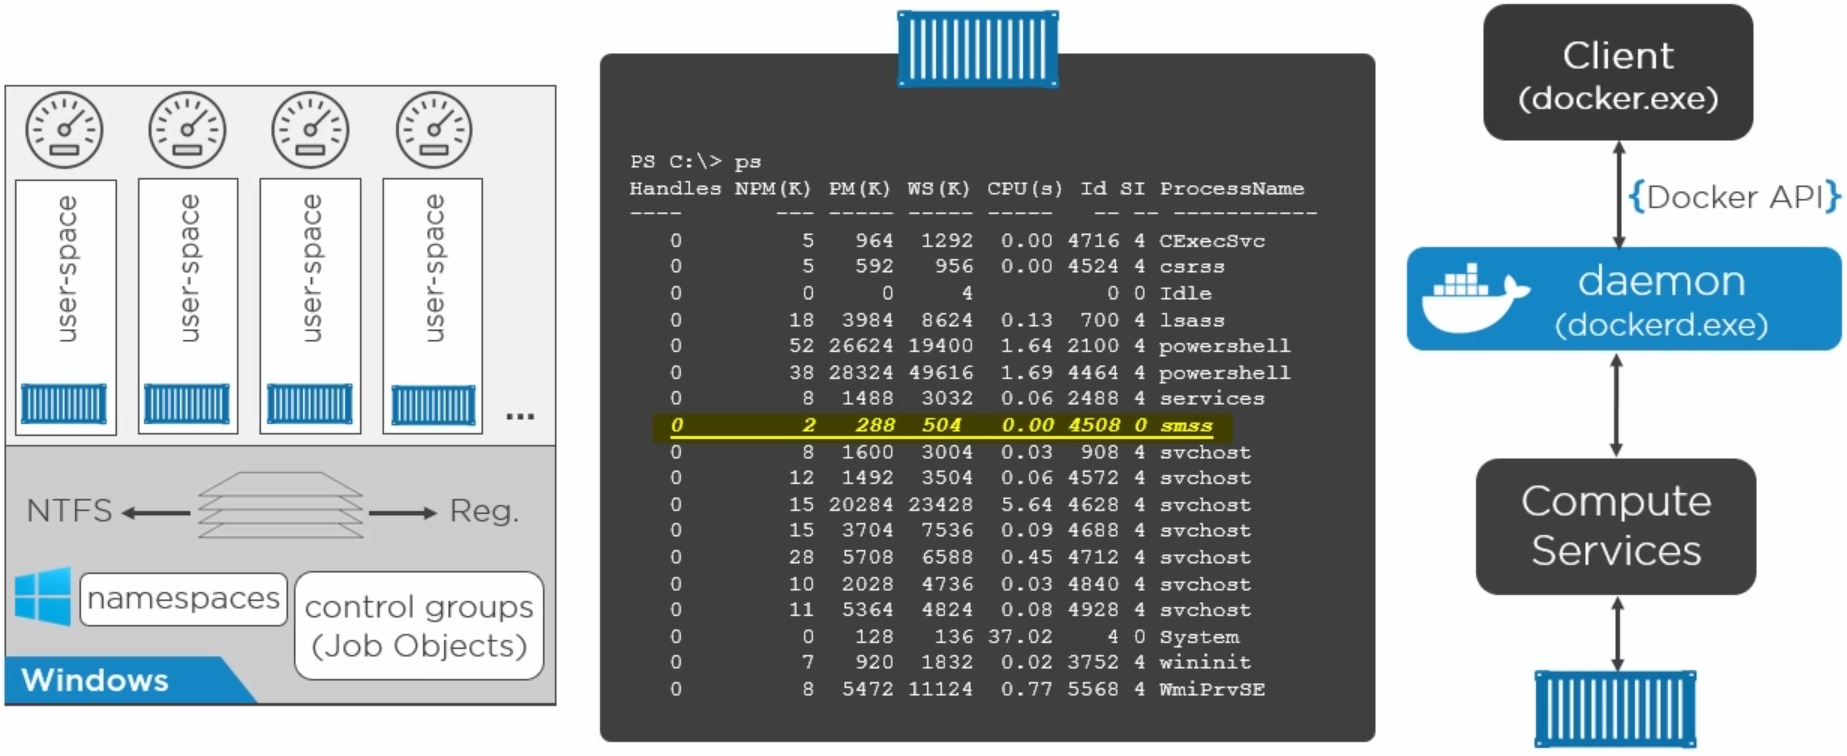 user-space
user-space
user-space
user-space
...
NTFS
Reg.
namespaces
control groups
(Job Objects)
Windows
PS C:\> ps
Handles NPM(K) PM(K) WS(K) CPU(s) Id SI ProcessName
---- --- ----- ----- ----- -- -- -----------
0 5 964 1292 0.00 4716 4 CExecSvc
0 5 592 956 0.00 4524 4 csrss
0 0 0 4 0 0 Idle
0 18 3984 8624 0.13 700 4 lsass
0 52 26624 19400 1.64 2100 4 powershell
0 38 28324 49616 1.69 4464 4 powershell
0 8 1488 3032 0.06 2488 4 services
0 2 288 504 0.00 4508 0 smss
0 8 1600 3004 0.03 908 4 svchost
0 12 1492 3504 0.06 4572 4 svchost
0 15 20284 23428 5.64 4628 4 svchost
0 15 3704 7536 0.09 4688 4 svchost
0 28 5708 6588 0.45 4712 4 svchost
0 10 2028 4736 0.03 4840 4 svchost
0 11 5364 4824 0.08 4928 4 svchost
0 0 128 136 37.02 4 0 System
0 7 920 1832 0.02 3752 4 wininit
0 8 5472 11124 0.77 5568 4 WmiPrvSE
Client
(docker.exe)
{Docker API}
daemon
(dockerd.exe)
Compute
Services